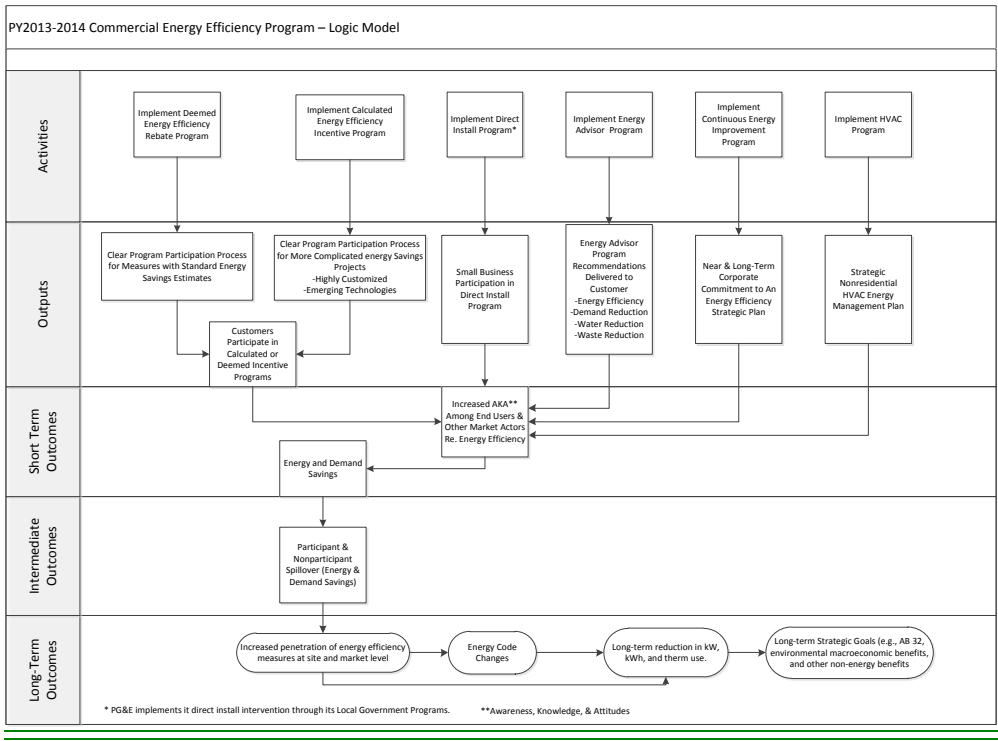 PY2013-2014 Commercial Energy Efficiency Program – Logic Model
Activities
Implement Deemed
Energy Efficiency
Rebate Program
Implement Calculated
Energy Efficiency
Incentive Program
Implement Direct
Install Program*
Implement Energy
Advisor Program
Implement
Continuous Energy
Improvement
Program
Implement HVAC
Program
Outputs
Clear Program Participation Process
for Measures with Standard Energy
Savings Estimates
Clear Program Participation Process
for More Complicated energy Savings
Projects
-Highly Customized
-Emerging Technologies
Small Business
Participation in
Direct Install
Program
Energy Advisor
Program
Recommendations
Delivered to
Customer
-Energy Efficiency
-Demand Reduction
-Water Reduction
-Waste Reduction
Near & Long-Term
Corporate
Commitment to An
Energy Efficiency
Strategic Plan
Strategic
Nonresidential
HVAC Energy
Management Plan
Customers
Participate in
Calculated or
Deemed Incentive
Programs
Short Term
Outcomes
Increased AKA**
Among End Users &
Other Market Actors
Re. Energy Efficiency
Energy and Demand
Savings
Intermediate
Outcomes
Participant &
Nonparticipant
Spillover (Energy &
Demand Savings)
Long-Term
Outcomes
Increased penetration of energy efficiency
measures at site and market level
Energy Code
Changes
Long-term reduction in kW,
kWh, and therm use.
Long-term Strategic Goals (e.g., AB 32,
environmental macroeconomic benefits,
and other non-energy benefits
* PG&E implements it direct install intervention through its Local Government Programs.
**Awareness, Knowledge, & Attitudes